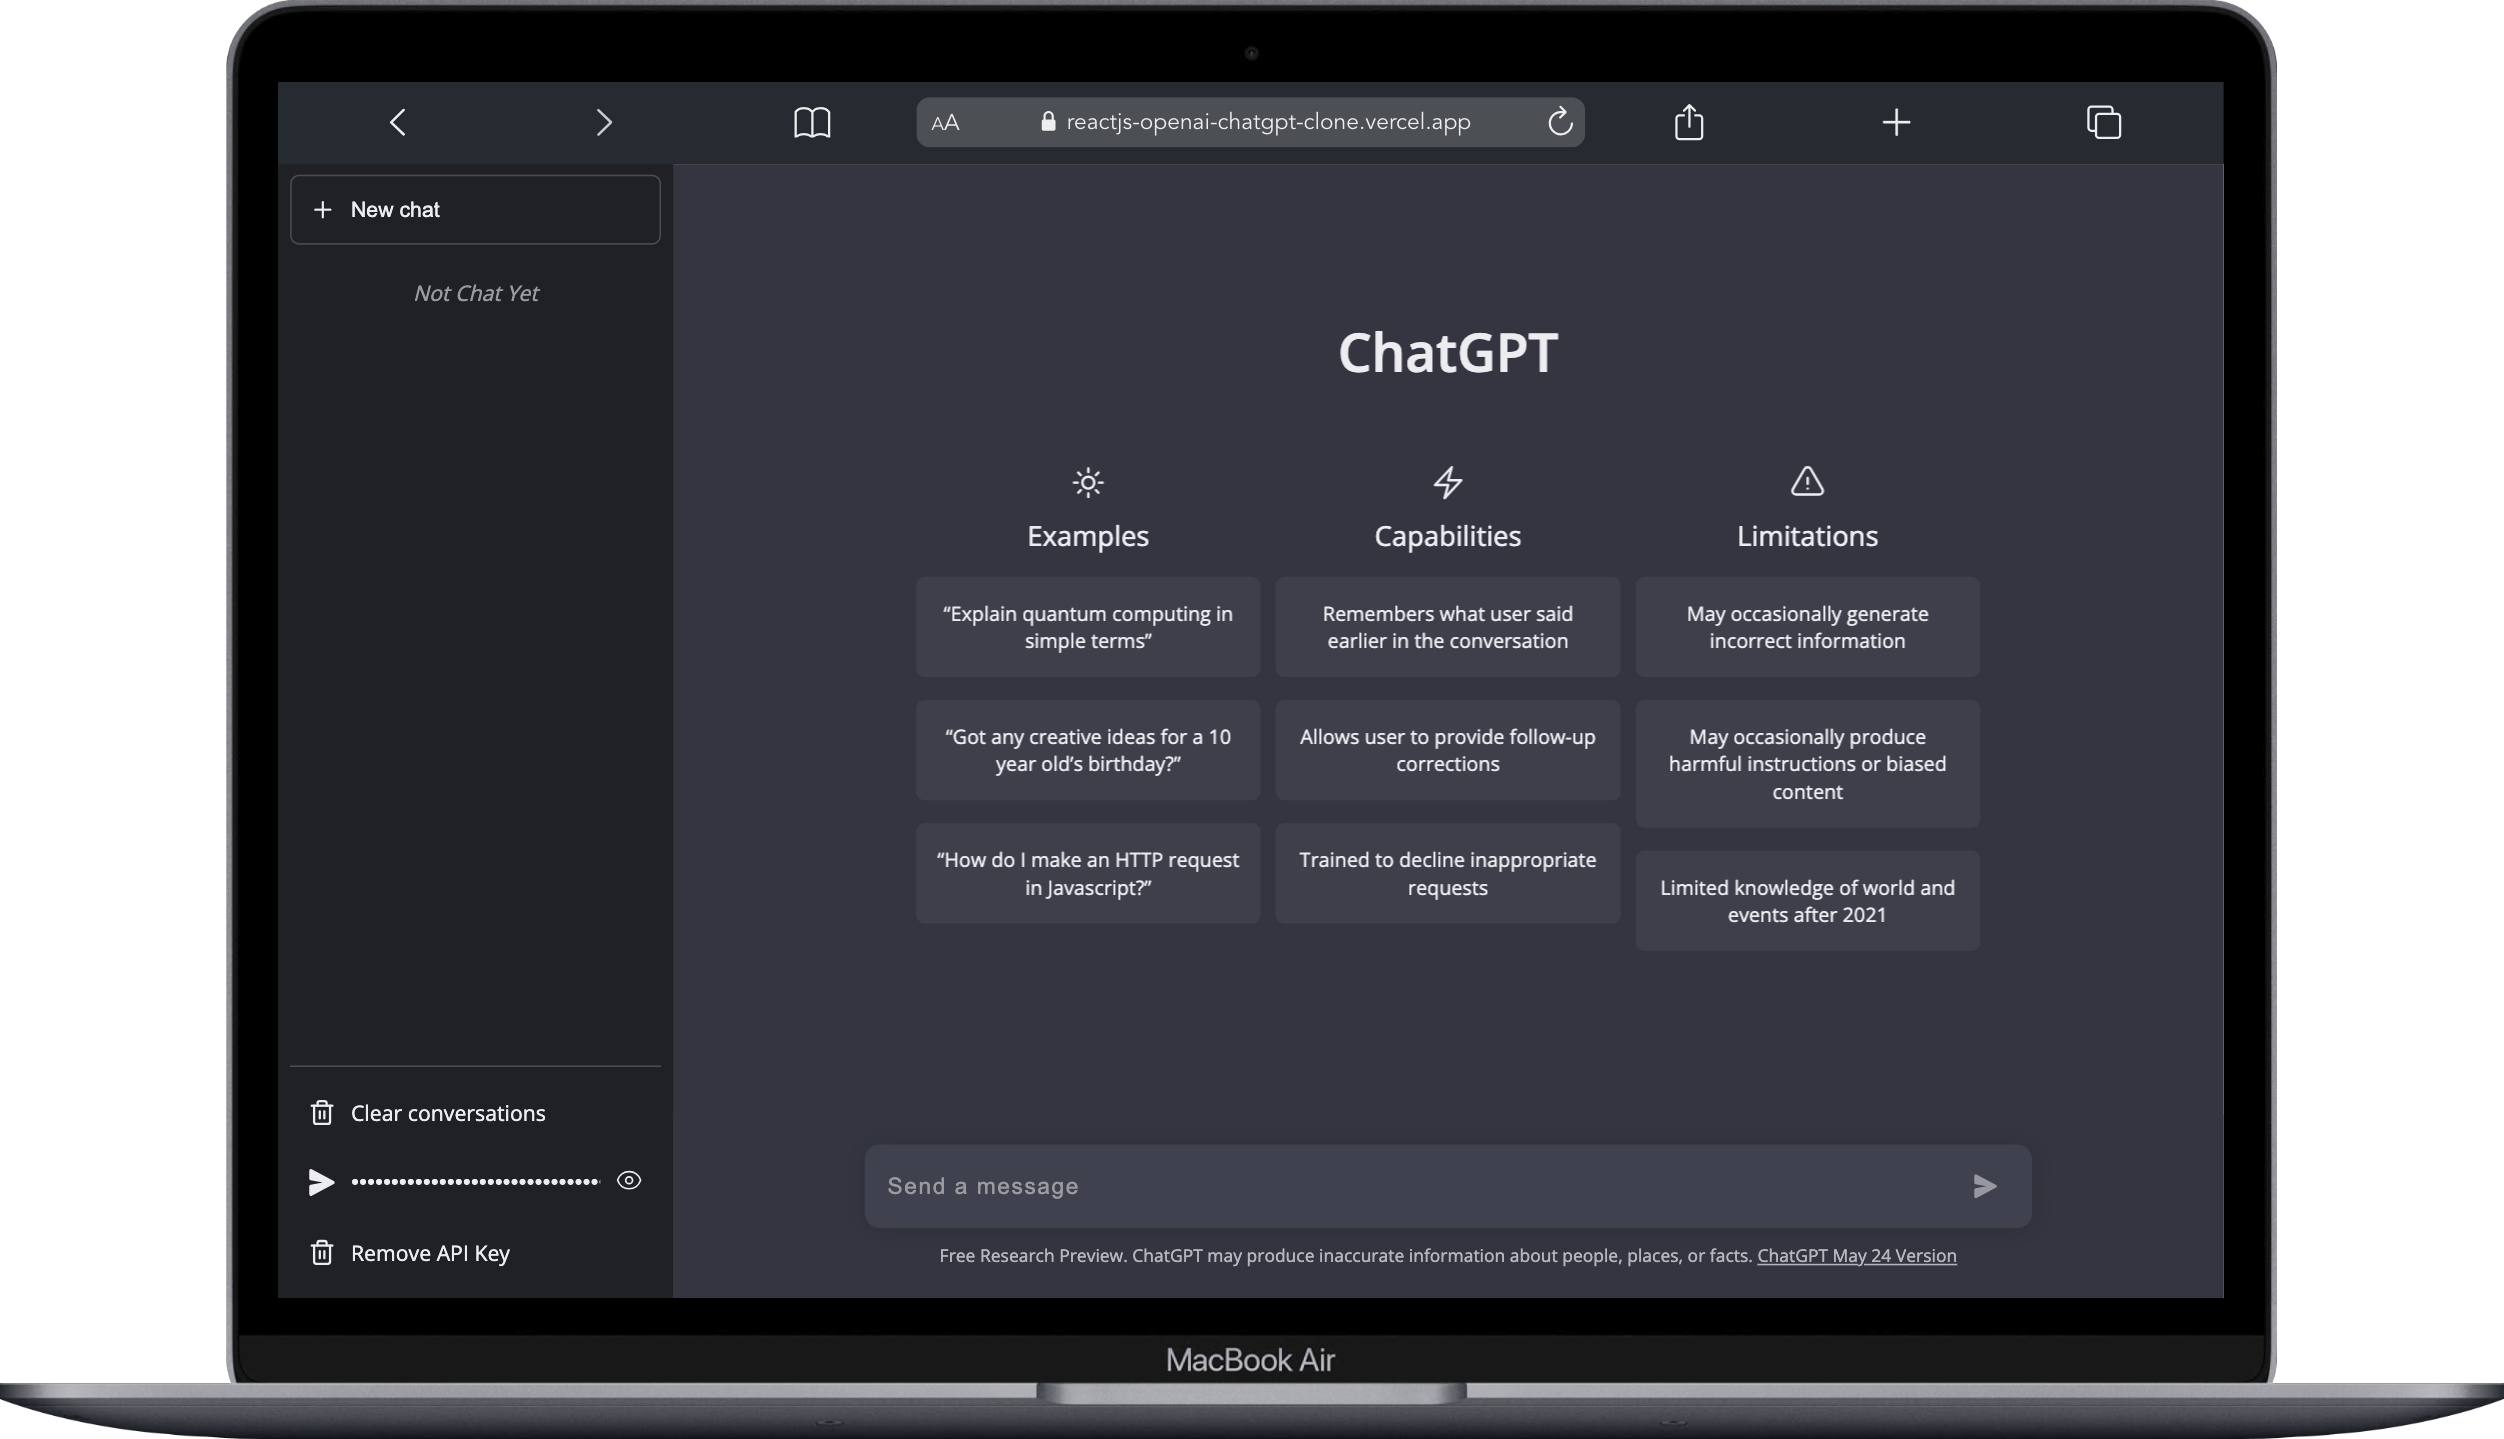 AA reactjs-openai-chatgpt-clone.vercel.app
New chat
Not Chat Yet
ChatGPT
Examples
“Explain quantum computing in
simple terms”
“Got any creative ideas for a 10
year old’s birthday?”
“How do I make an HTTP request
in Javascript?”
Capabilities
Remembers what user said
earlier in the conversation
Allows user to provide follow-up
corrections
Trained to decline inappropriate
requests
Limitations
May occasionally generate
incorrect information
May occasionally produce
harmful instructions or biased
content
Limited knowledge of world and
events after 2021
Clear conversations
Remove API Key
Send a message
Free Research Preview. ChatGPT may produce inaccurate information about people, places, or facts. ChatGPT May 24 Version
MacBook Air